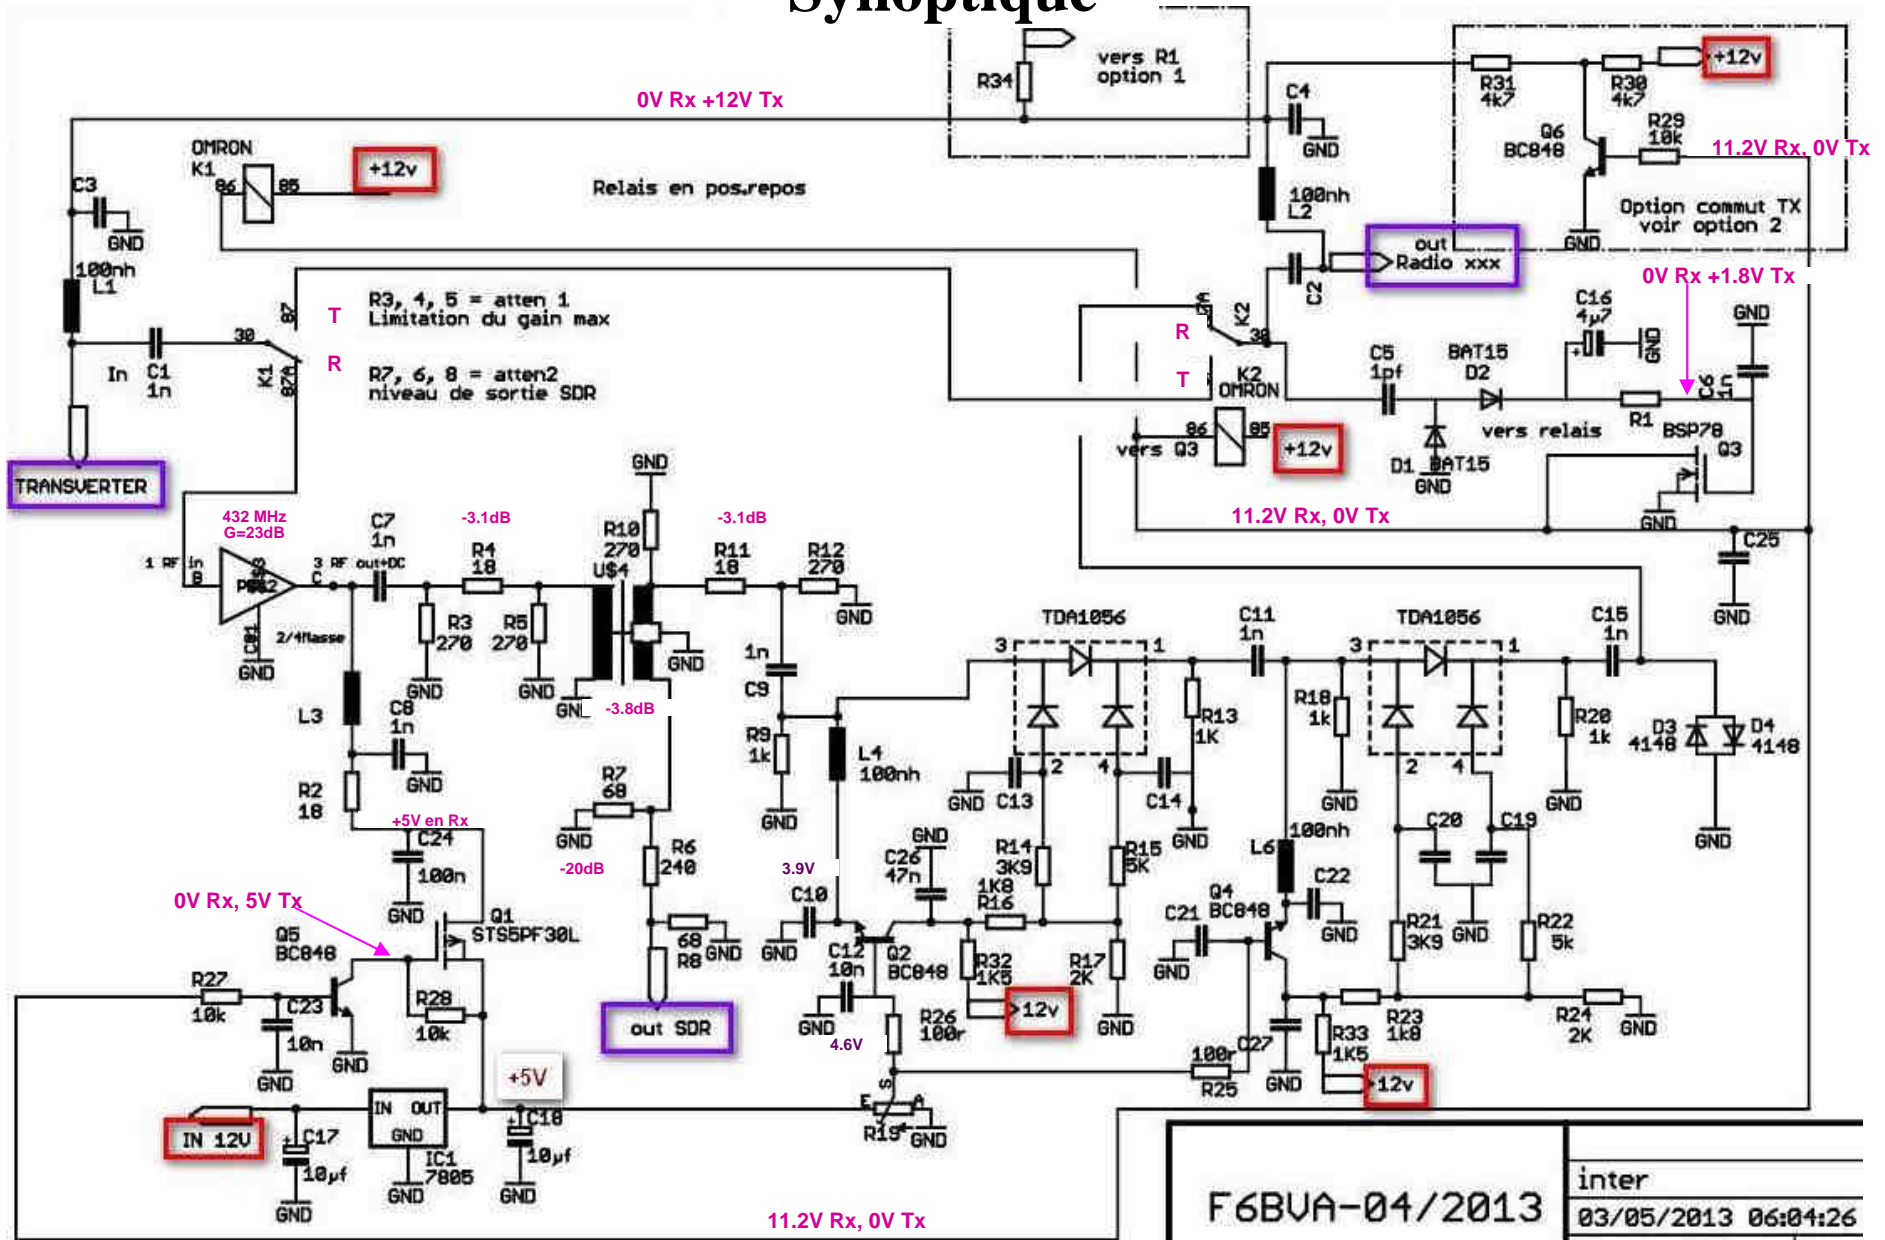 Synoptique
vers R1
option 1
R34
0V Rx +12V Tx
C4
GND
R31
4k7
R30
4k7
+12v
Q6
BC848
R29
10k
11.2V Rx, 0V Tx
OMRON
K1
86
85
+12v
Relais en pos.repos
C3
GND
100nh
L1
100nh
L2
Option commut TX
voir option 2
GND
out
Radio xxx
C2
0V Rx +1.8V Tx
87
T
R3, 4, 5 = atten 1
Limitation du gain max
30
R
K1
87A
R7, 6, 8 = atten2
niveau de sortie SDR
In
C1
1n
K2
30
R
T
K2
OMRON
86
85
vers Q3
+12v
C5
1pf
BAT15
D2
C16
4µ7
+
GND
GND
C6
1n
R1
vers relais
BSP78
Q3
D1
BAT15
GND
GND
TRANSVERTER
11.2V Rx, 0V Tx
C25
GND
432 MHz
G=23dB
1 RF in
B
3 RF out+DC
C
2/4Masse
GND
C7
1n
-3.1dB
R4
18
R3
270
GND
R5
270
GND
GND
R10
270
U$4
GND
-3.8dB
-3.1dB
R11
18
R12
270
GND
1n
C9
R9
1k
GND
L3
C8
1n
GND
R2
18
+5V en Rx
C24
100n
GND
R7
68
GND
-20dB
R6
240
68
R8
GND
out SDR
L4
100nh
3.9V
C10
GND
C12
10n
GND
4.6V
Q2
BC848
C26
47n
GND
R26
100r
TDA1056
3
1
2
4
C13
GND
C14
GND
R13
1K
R14
3K9
1K8
R16
R15
5K
R32
1K5
R17
2K
GND
12v
C11
1n
R18
1k
GND
TDA1056
3
1
2
4
C15
1n
R20
1k
GND
D3
4148
D4
4148
GND
100nh
L6
C22
GND
Q4
BC848
C21
GND
C20
C19
GND
R21
3K9
R22
5k
R23
1k8
R24
2K
GND
C27
GND
R33
1K5
12v
100r
R25
0V Rx, 5V Tx
Q1
STS5PF30L
Q5
BC848
R27
10k
C23
10n
GND
GND
R28
10k
+5V
IN 12V
+
C17
10µf
GND
IN
OUT
GND
IC1
7805
GND
+
C18
10µf
GND
E
S
A
R19
GND
11.2V Rx, 0V Tx
F6BVA-04/2013
inter
03/05/2013 06:04:26